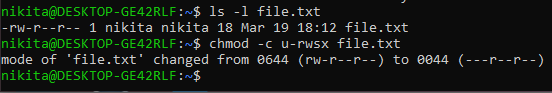 nikita@DESKTOP-GE42RLF:~$ ls -l file.txt
-rw-r--r-- 1 nikita nikita 18 Mar 19 18:12 file.txt
nikita@DESKTOP-GE42RLF:~$ chmod -c u-rwsx file.txt
mode of 'file.txt' changed from 0644 (rw-r--r--) to 0044 (---r--r--)
nikita@DESKTOP-GE42RLF:~$